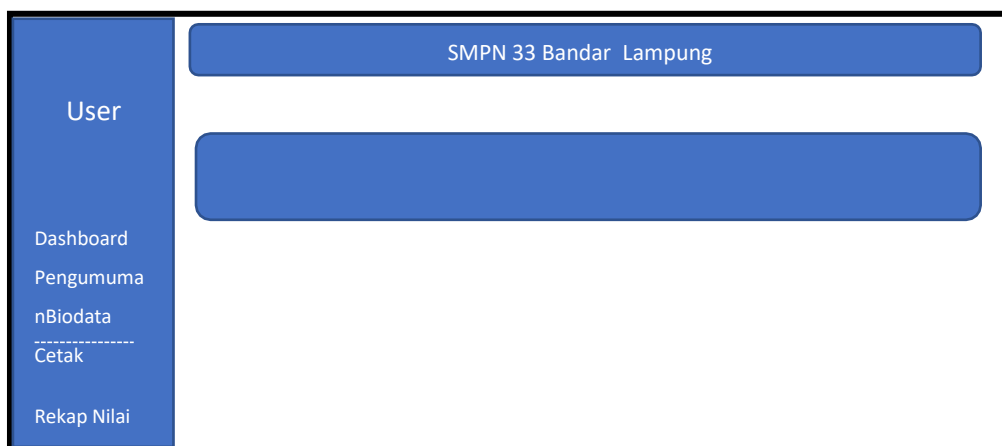 SMPN 33 Bandar Lampung
User
Dashboard
Pengumuma
nBiodata
----------------
Cetak
Rekap Nilai